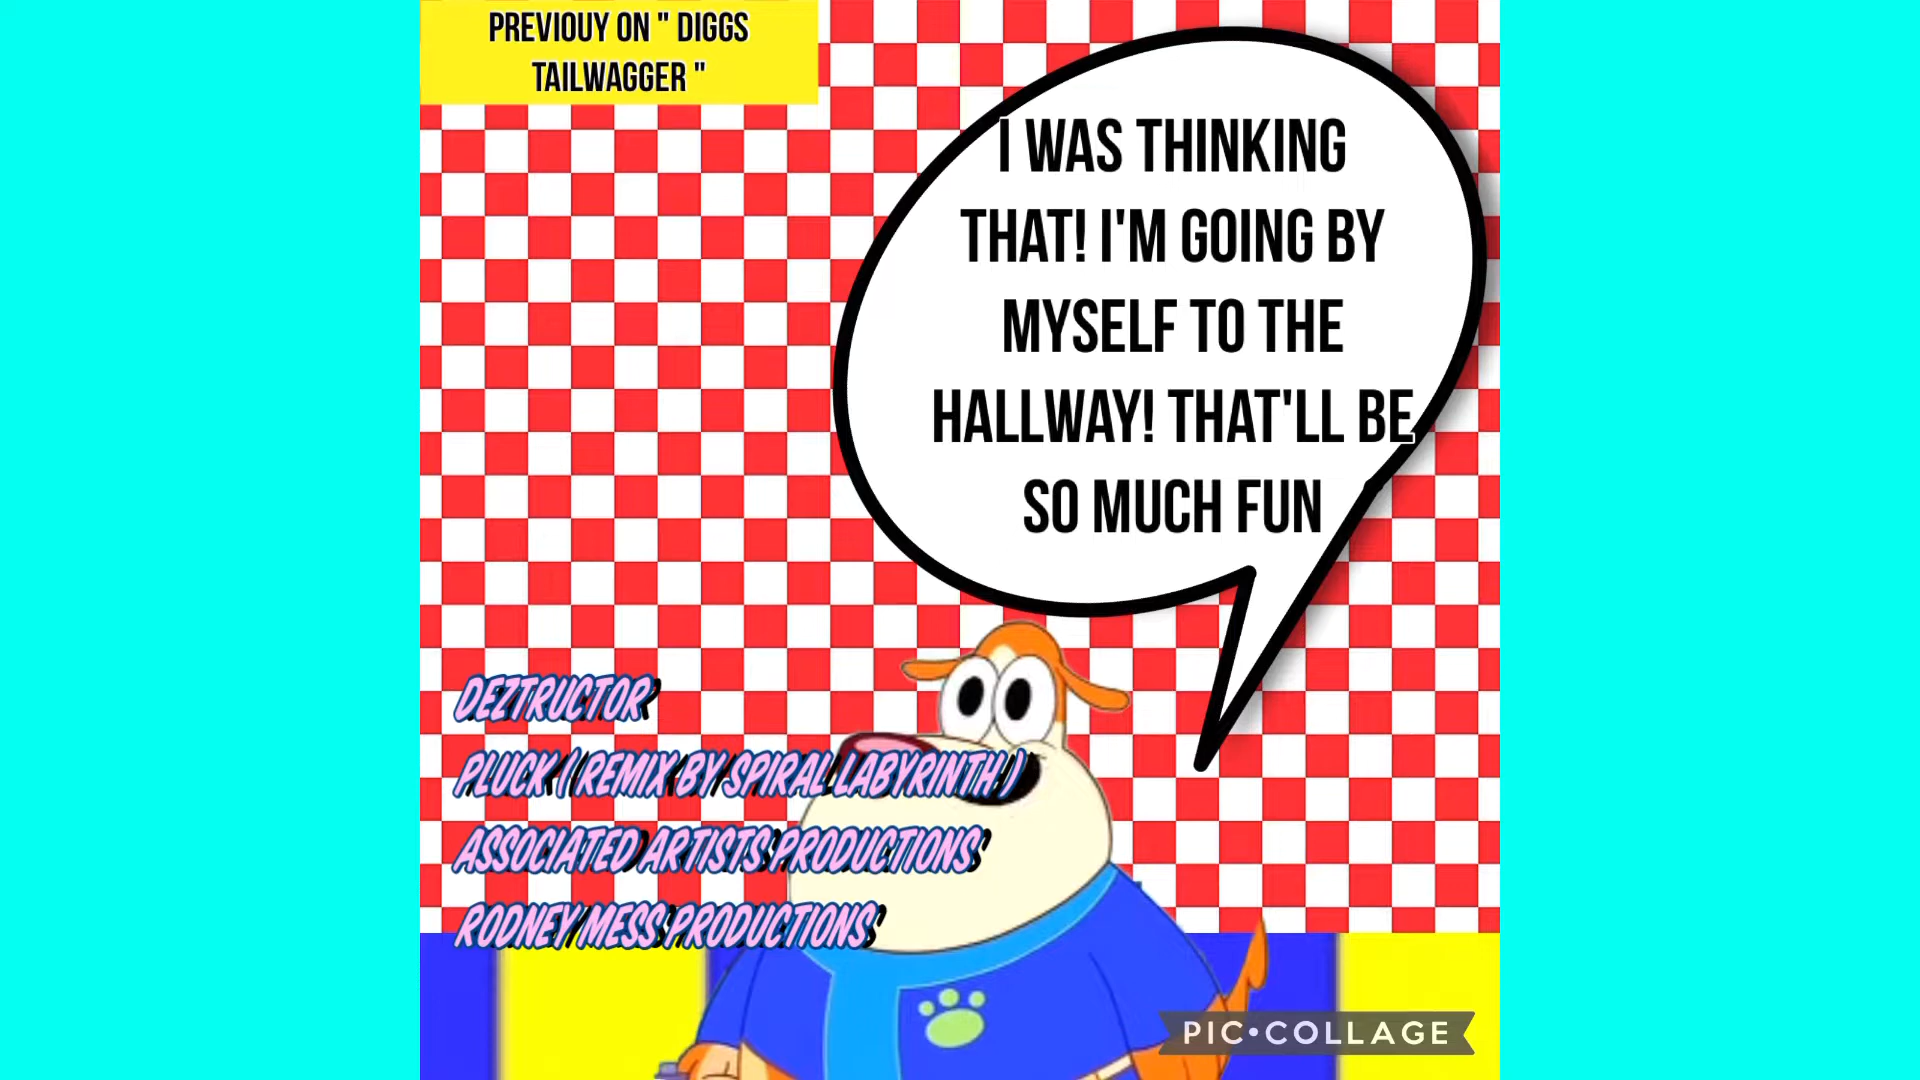 PREVIOUY ON " DIGGS
TAILWAGGER "
I WAS THINKING
THAT! I'M GOING BY
MYSELF TO THE
HALLWAY! THAT'LL BE
SO MUCH FUN
DEZTRUCTOR
PLUCK ( REMIX BY SPIRAL LABYRINTH )
ASSOCIATED ARTISTS PRODUCTIONS
RODNEY MESS PRODUCTIONS
PIC•COLLAGE